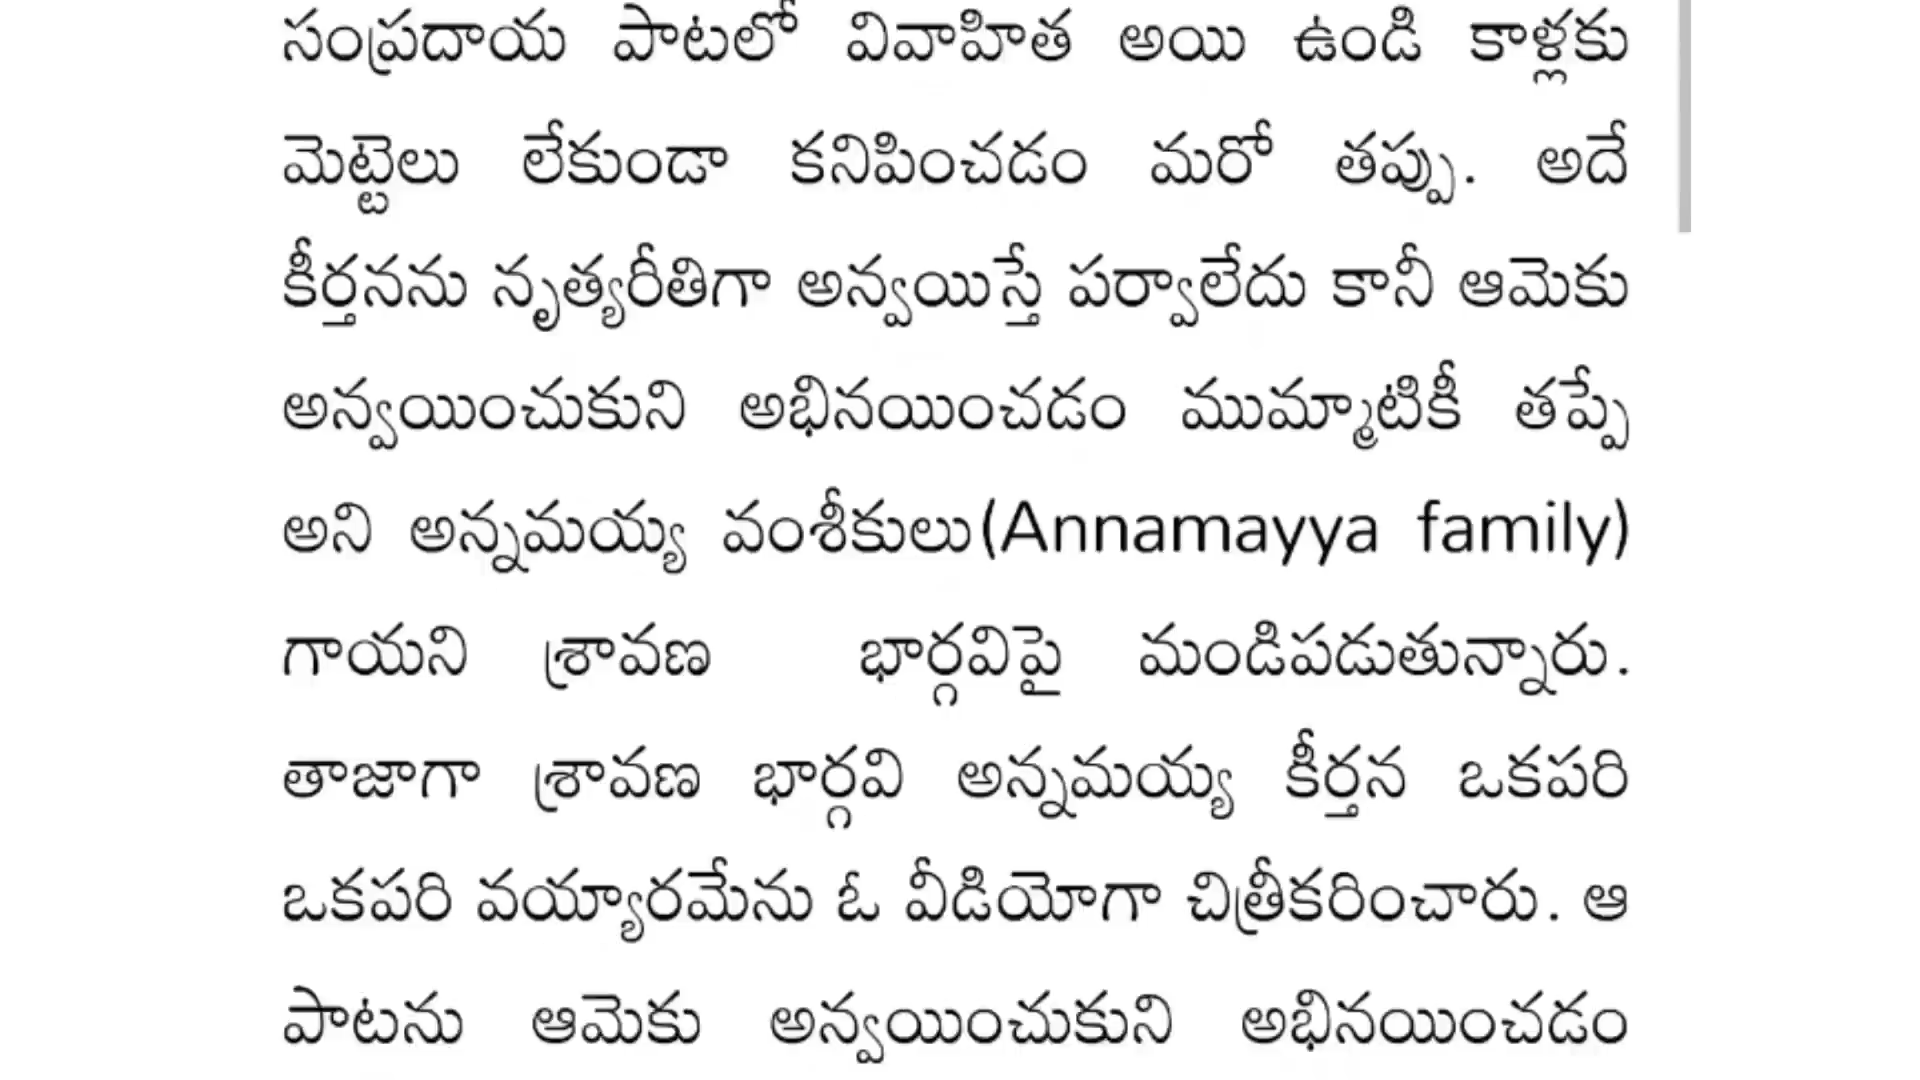 సంప్రదాయ పాటలో వివాహిత అయి ఉండి కాళ్లకు
మెట్టెలు లేకుండా కనిపించడం మరో తప్పు. అదే
కీర్తనను నృత్యరీతిగా అన్వయిస్తే పర్వాలేదు కానీ ఆమెకు
అన్వయించుకుని అభినయించడం ముమ్మాటికీ తప్పే
అని అన్నమయ్య వంశీకులు(Annamayya family)
గాయని శ్రావణ భార్గవిపై మండిపడుతున్నారు.
తాజాగా శ్రావణ భార్గవి అన్నమయ్య కీర్తన ఒకపరి
ఒకపరి వయ్యారమేను ఓ వీడియోగా చిత్రీకరించారు. ఆ
పాటను ఆమెకు అన్వయించుకుని అభినయించడం